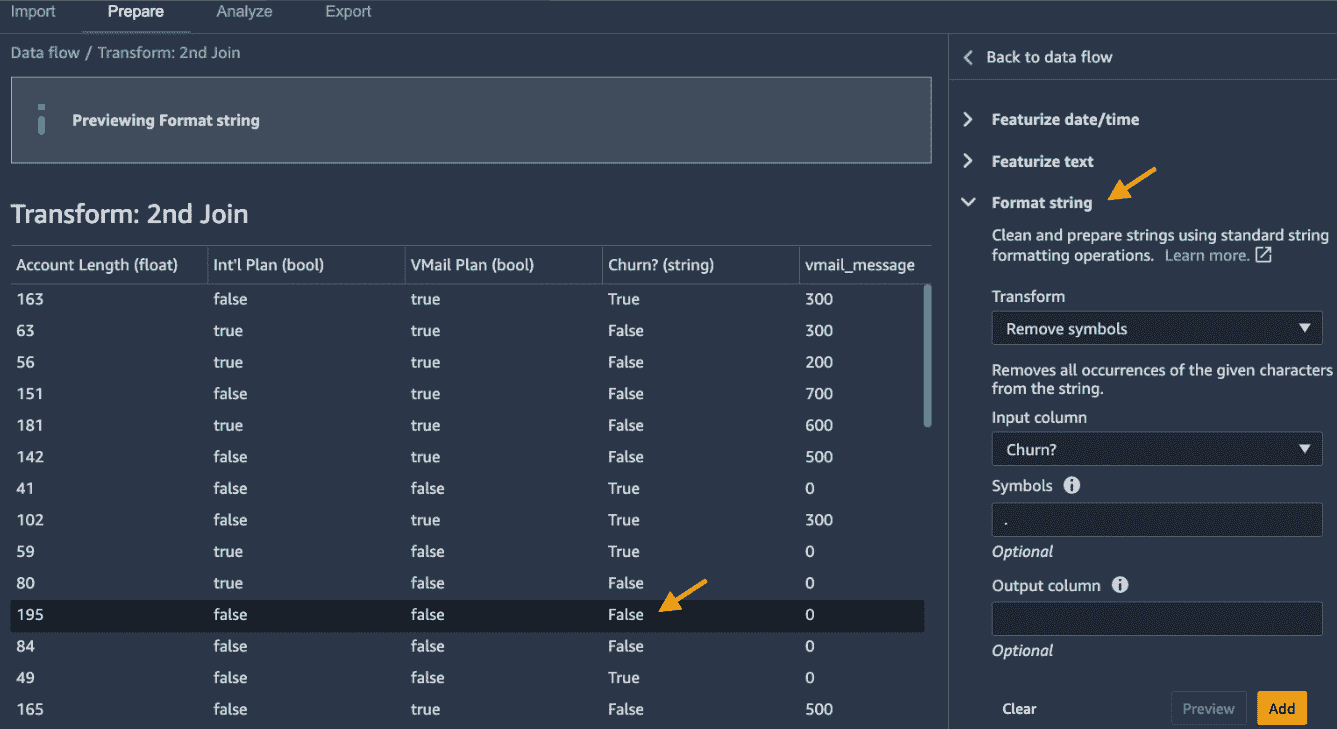 Import Prepare Analyze Export
Data flow / Transform: 2nd Join
Previewing Format string
Transform: 2nd Join
Account Length (float) Int'l Plan (bool) VMail Plan (bool) Churn? (string) vmail_message
163 false true True 300
63 true true False 300
56 true true False 200
151 false true False 700
181 true true False 600
142 false true False 500
41 false false True 0
102 false true True 300
59 true false True 0
80 true false False 0
195 false false False 0
84 false false False 0
49 false false True 0
165 false true False 500
Back to data flow
Featurize date/time
Featurize text
Format string
Clean and prepare strings using standard string
formatting operations. Learn more.
Transform
Remove symbols
Removes all occurrences of the given characters
from the string.
Input column
Churn?
Symbols
.
Optional
Output column
Optional
Clear Preview Add